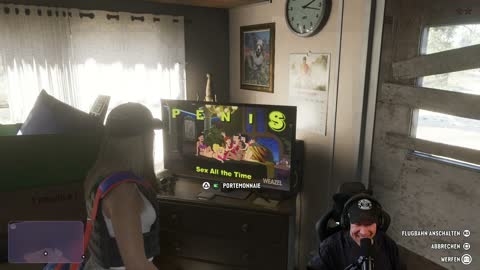 PENIS
Sex All the Time
WEAZEL
PORTEMONNAIE
FLUGBAHN ANSCHALTEN
ABBRECHEN
WERFEN